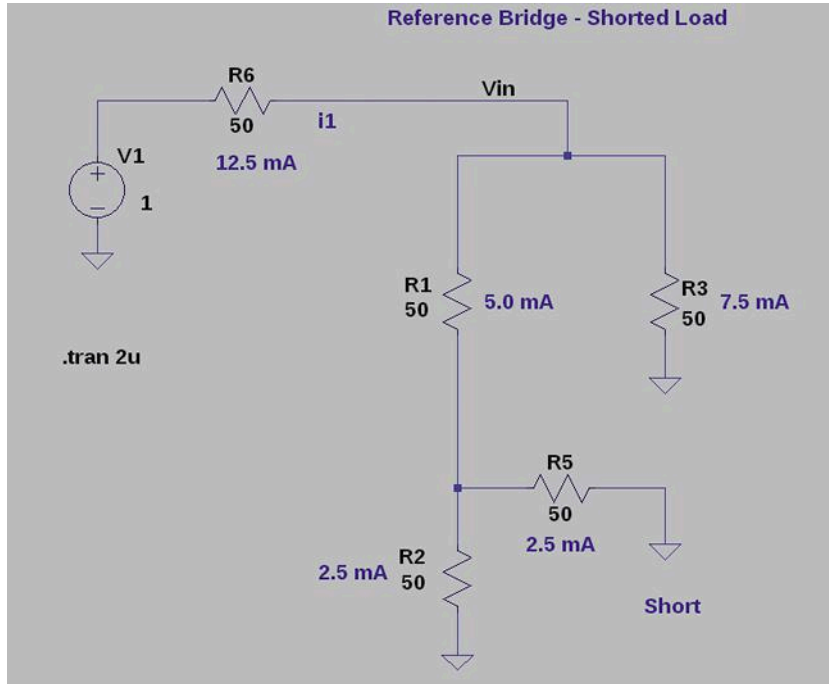 Reference Bridge - Shorted Load
R6
50
i1
12.5 mA
Vin
V1
1
R1
50
5.0 mA
R3
50
7.5 mA
.tran 2u
R5
50
2.5 mA
R2
50
2.5 mA
Short